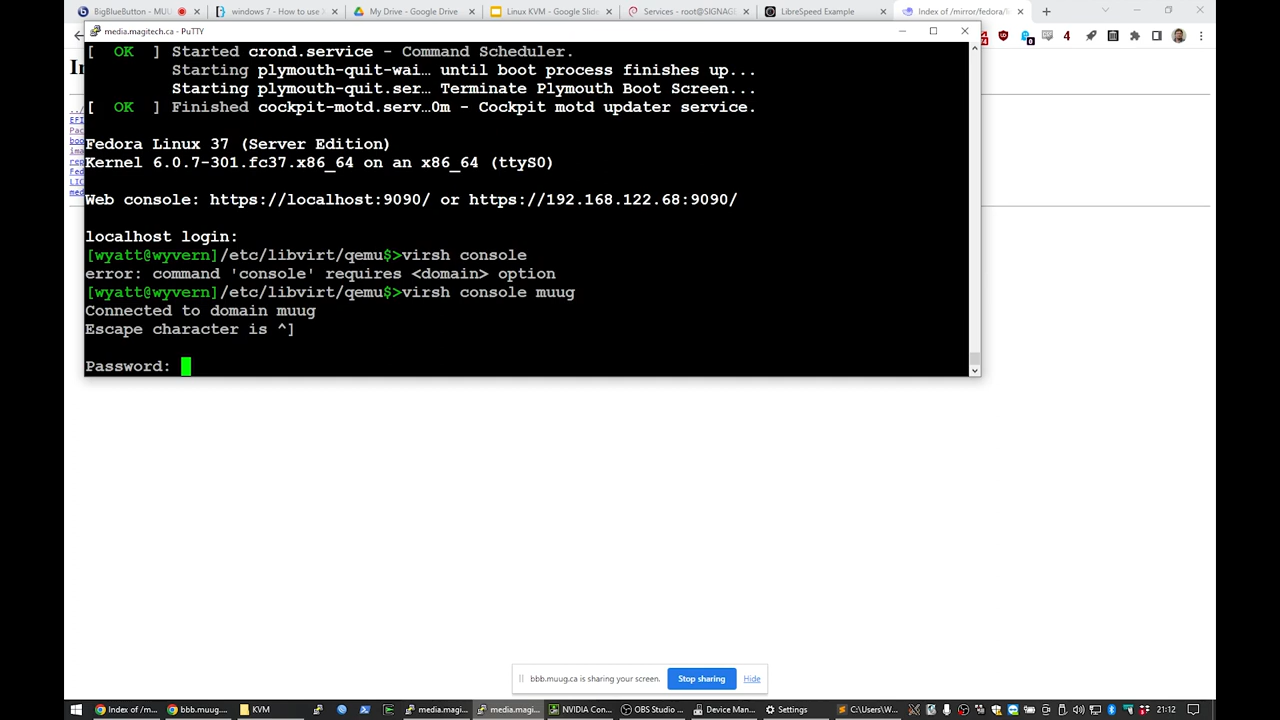 BigBlueButton - MUU
windows 7 - How to use
My Drive - Google Drive
Linux KVM - Google Slide
Services - root@SIGNAGE
LibreSpeed Example
Index of /mirror/fedora/li
media.magitech.ca - PuTTY
[  OK  ] Started crond.service - Command Scheduler.
Starting plymouth-quit-wai… until boot process finishes up...
Starting plymouth-quit.ser… Terminate Plymouth Boot Screen...
[  OK  ] Finished cockpit-motd.serv…0m - Cockpit motd updater service.
Fedora Linux 37 (Server Edition)
Kernel 6.0.7-301.fc37.x86_64 on an x86_64 (ttyS0)
Web console: https://localhost:9090/ or https://192.168.122.68:9090/
localhost login:
[wyatt@wyvern]/etc/libvirt/qemu$>virsh console
error: command 'console' requires <domain> option
[wyatt@wyvern]/etc/libvirt/qemu$>virsh console muug
Connected to domain muug
Escape character is ^]
Password:
bbb.muug.ca is sharing your screen.
Stop sharing
Hide
Index of /m...
bbb.muug....
KVM
media.magi...
media.magi...
NVIDIA Con...
OBS Studio ...
Device Man...
Settings
C:\Users\W...
21:12